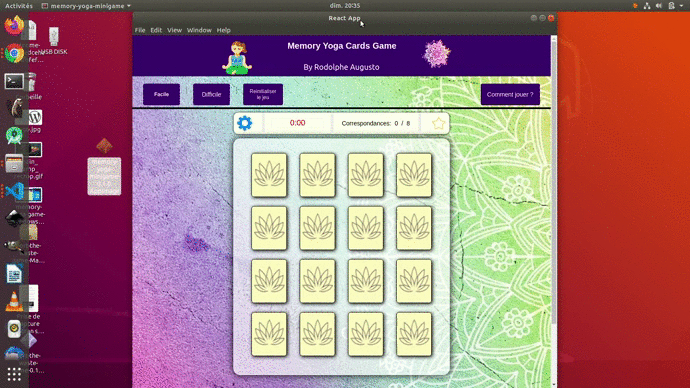 Activités
memory-yoga-minigame
dim. 20:35
React App
File Edit View Window Help
USB DISK
Memory Yoga Cards Game
By Rodolphe Augusto
Facile
Difficile
Réinitialiser
le jeu
Comment jouer ?
0:00
Correspondances: 0 / 8